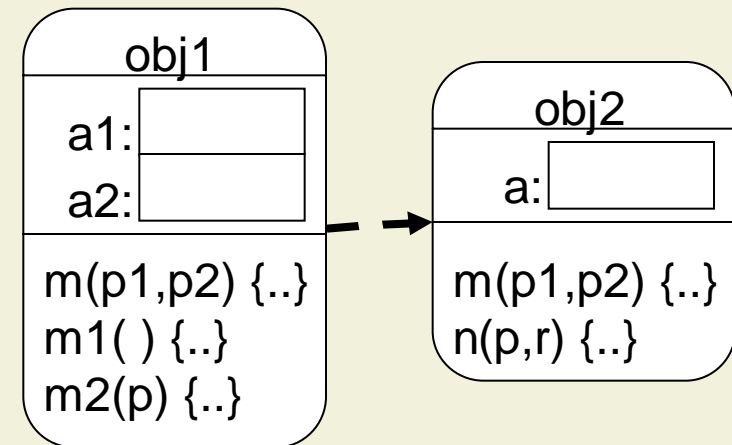 obj1
a1:
a2:
m(p1,p2) {..}
m1( ) {..}
m2(p) {..}
obj2
a:
m(p1,p2) {..}
n(p,r) {..}